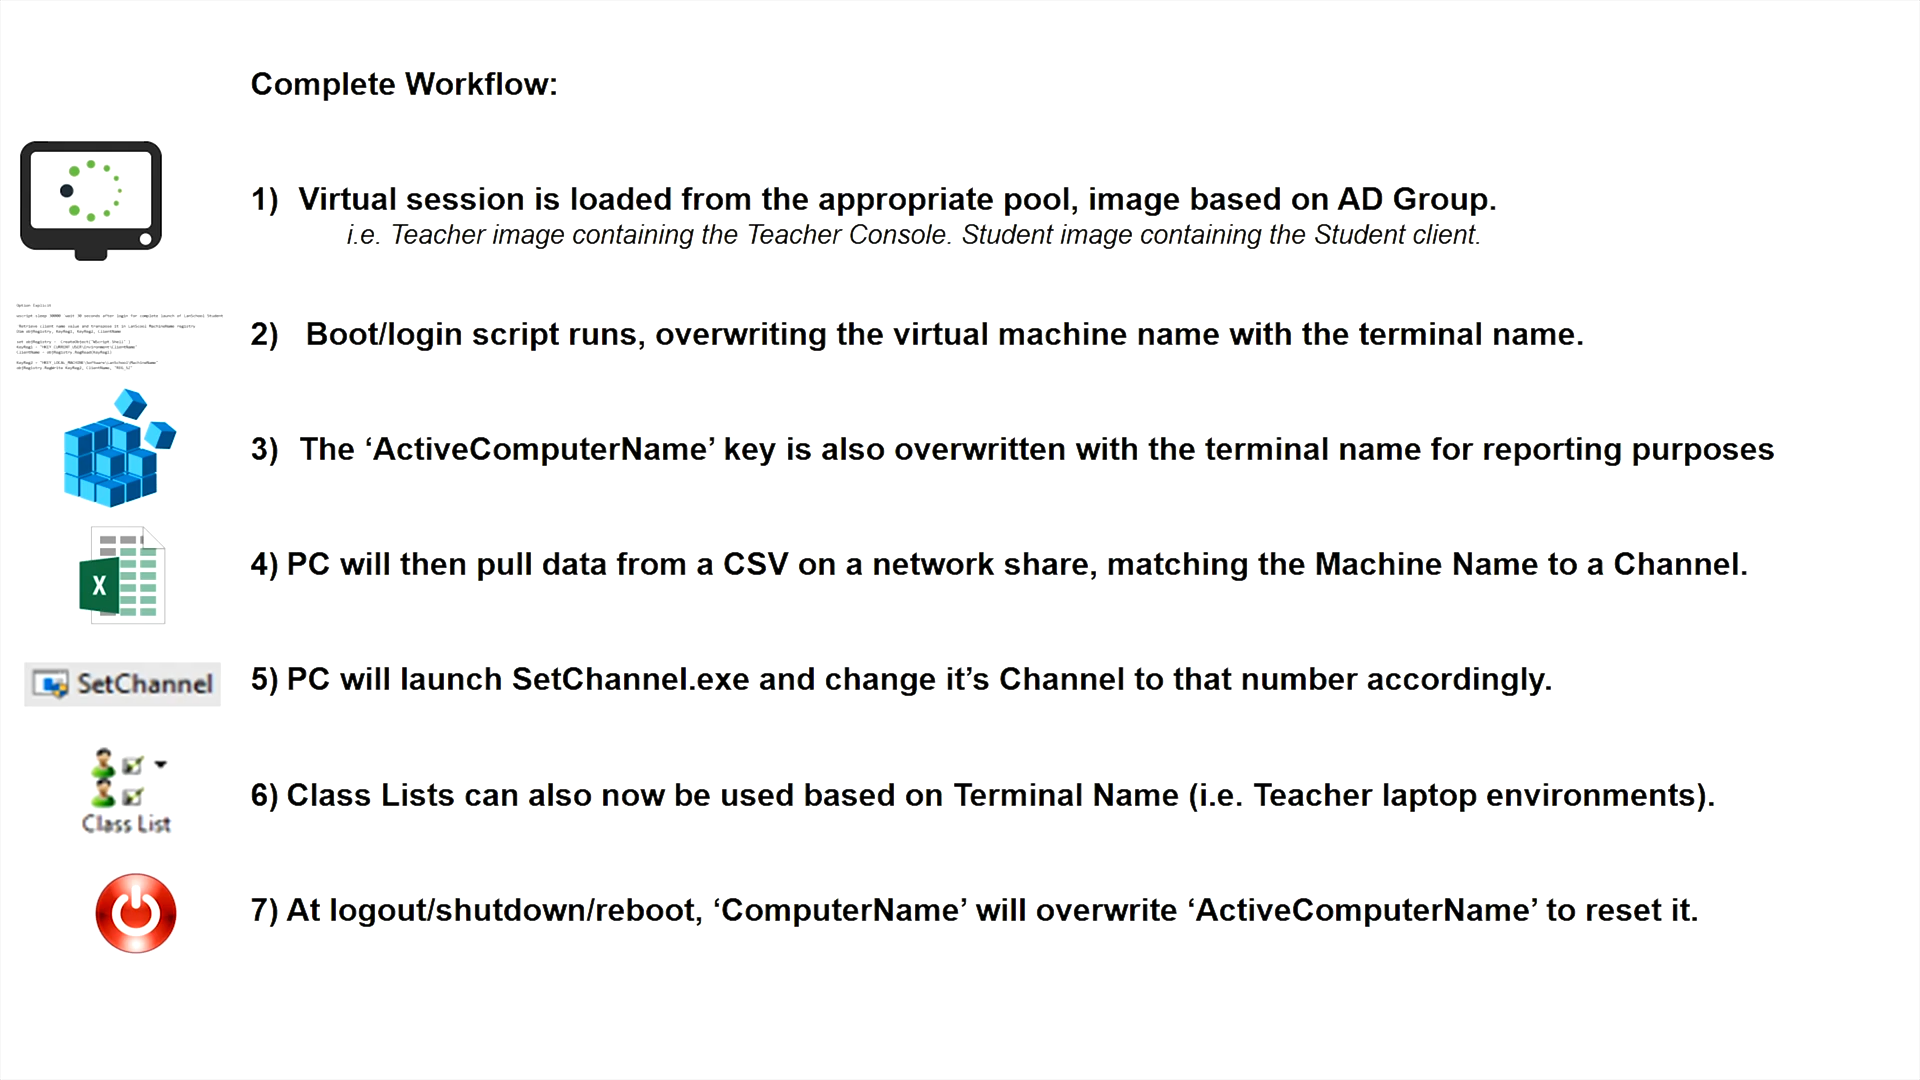 Complete Workflow:
1) Virtual session is loaded from the appropriate pool, image based on AD Group.
i.e. Teacher image containing the Teacher Console. Student image containing the Student client.
2) Boot/login script runs, overwriting the virtual machine name with the terminal name.
3) The ‘ActiveComputerName’ key is also overwritten with the terminal name for reporting purposes
X
4) PC will then pull data from a CSV on a network share, matching the Machine Name to a Channel.
SetChannel
5) PC will launch SetChannel.exe and change it’s Channel to that number accordingly.
Class List
6) Class Lists can also now be used based on Terminal Name (i.e. Teacher laptop environments).
7) At logout/shutdown/reboot, ‘ComputerName’ will overwrite ‘ActiveComputerName’ to reset it.